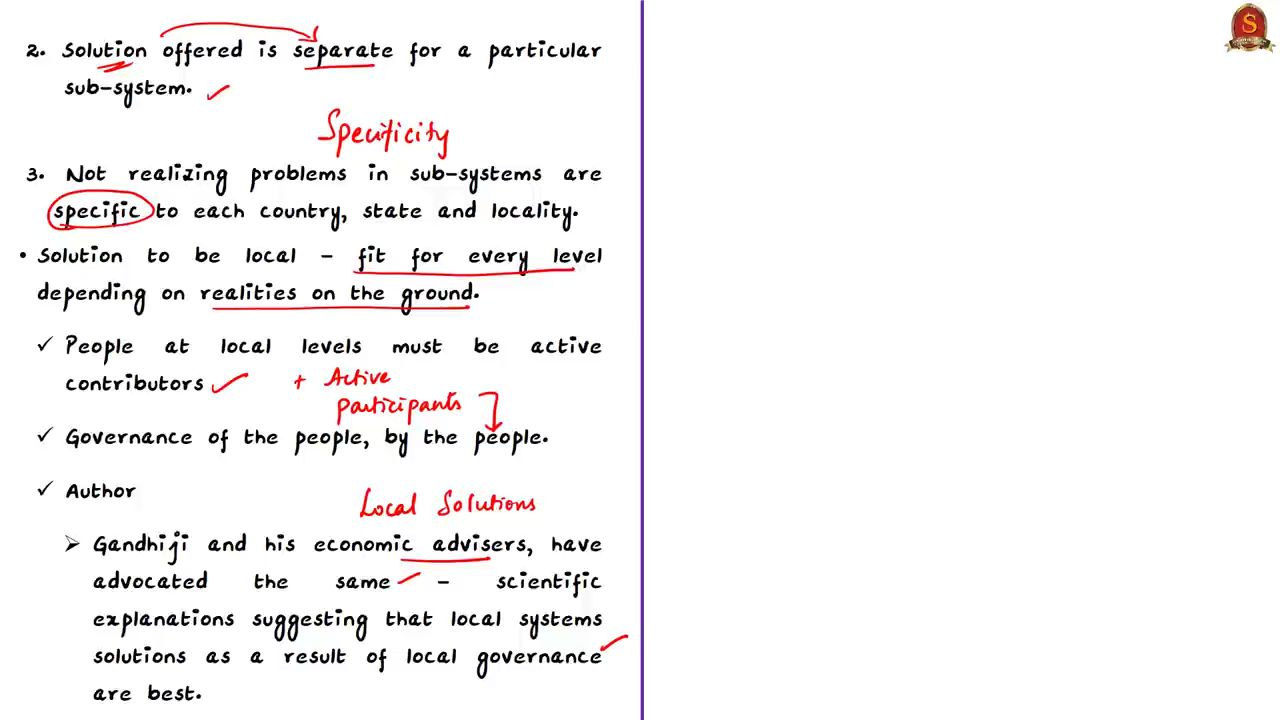 2. Solution offered is separate for a particular
sub-system.
Specificity
3. Not realizing problems in sub-systems are
specific to each country, state and locality.
• Solution to be local – fit for every level
depending on realities on the ground.
✓ People at local levels must be active
contributors
+ Active
participants
✓ Governance of the people, by the people.
✓ Author
Local Solutions
➢ Gandhiji and his economic advisers, have
advocated the same – scientific
explanations suggesting that local systems
solutions as a result of local governance
are best.
S